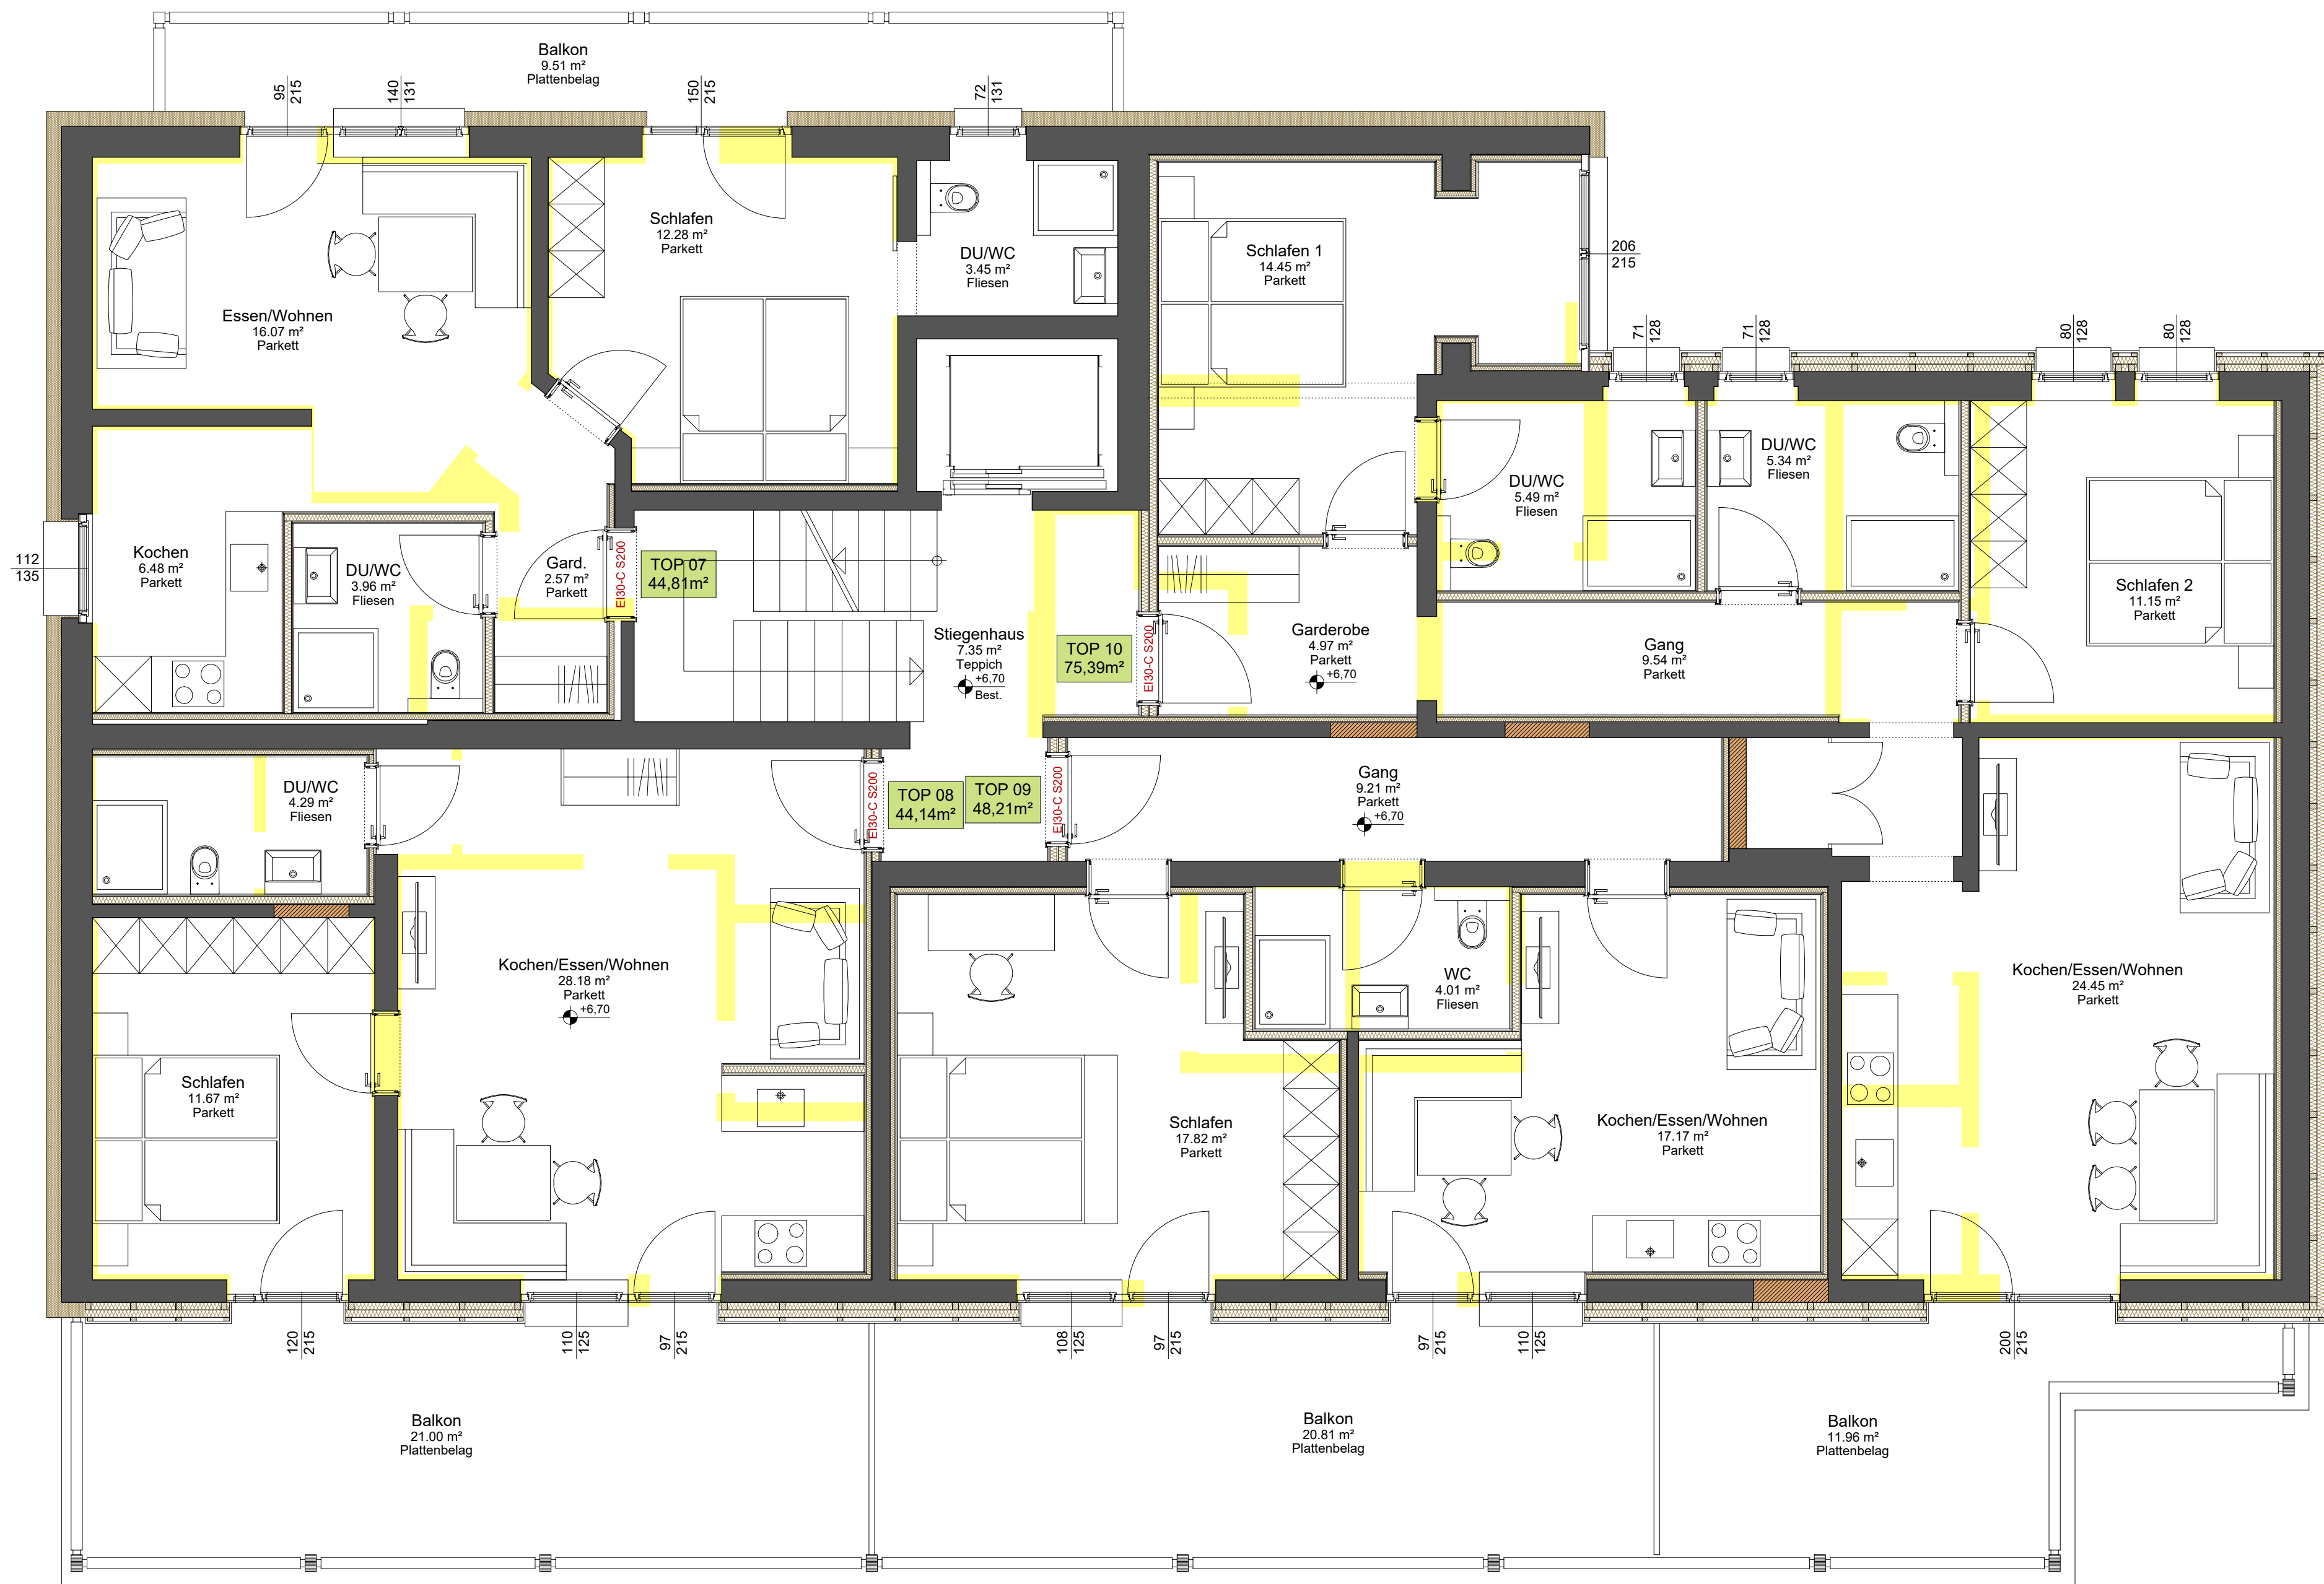 Balkon
9.51 m²
Plattenbelag
95
215
140
131
150
215
72
131
Schlafen
12.28 m²
Parkett
DU/WC
3.45 m²
Fliesen
Schlafen 1
14.45 m²
Parkett
206
215
Essen/Wohnen
16.07 m²
Parkett
71
128
71
128
80
128
80
128
DU/WC
5.34 m²
Fliesen
DU/WC
5.49 m²
Fliesen
112
135
Kochen
6.48 m²
Parkett
DU/WC
3.96 m²
Fliesen
Gard.
2.57 m²
Parkett
EI30-C S200
TOP 07
44,81m²
Schlafen 2
11.15 m²
Parkett
Stiegenhaus
7.35 m²
Teppich
+6,70
Best.
TOP 10
75,39m²
EI30-C S200
Garderobe
4.97 m²
Parkett
+6,70
Gang
9.54 m²
Parkett
DU/WC
4.29 m²
Fliesen
EI30-C S200
TOP 08
44,14m²
TOP 09
48,21m²
EI30-C S200
Gang
9.21 m²
Parkett
+6,70
Kochen/Essen/Wohnen
28.18 m²
Parkett
+6,70
WC
4.01 m²
Fliesen
Kochen/Essen/Wohnen
24.45 m²
Parkett
Schlafen
11.67 m²
Parkett
Schlafen
17.82 m²
Parkett
Kochen/Essen/Wohnen
17.17 m²
Parkett
120
215
110
125
97
215
108
125
97
215
97
215
110
125
200
215
Balkon
21.00 m²
Plattenbelag
Balkon
20.81 m²
Plattenbelag
Balkon
11.96 m²
Plattenbelag